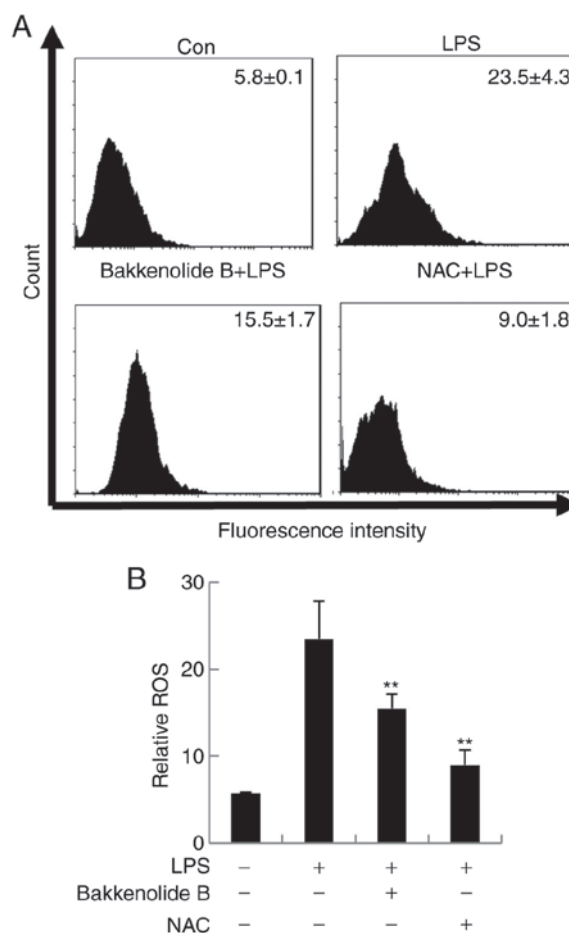 A
Con
LPS
5.8±0.1
23.5±4.3
Bakkenolide B+LPS
NAC+LPS
15.5±1.7
9.0±1.8
Count
Fluorescence intensity
B
Relative ROS
30
20
10
0
**
**
LPS − + + +
Bakkenolide B − − + −
NAC − − − +